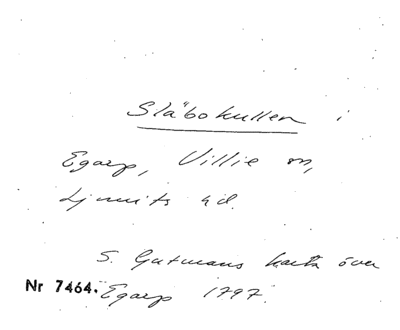 Släbokullen i
Egarp, Villie sn,
Ljunits hd.
S. Gutmans karta över
Nr 7464. Egarp 1797.